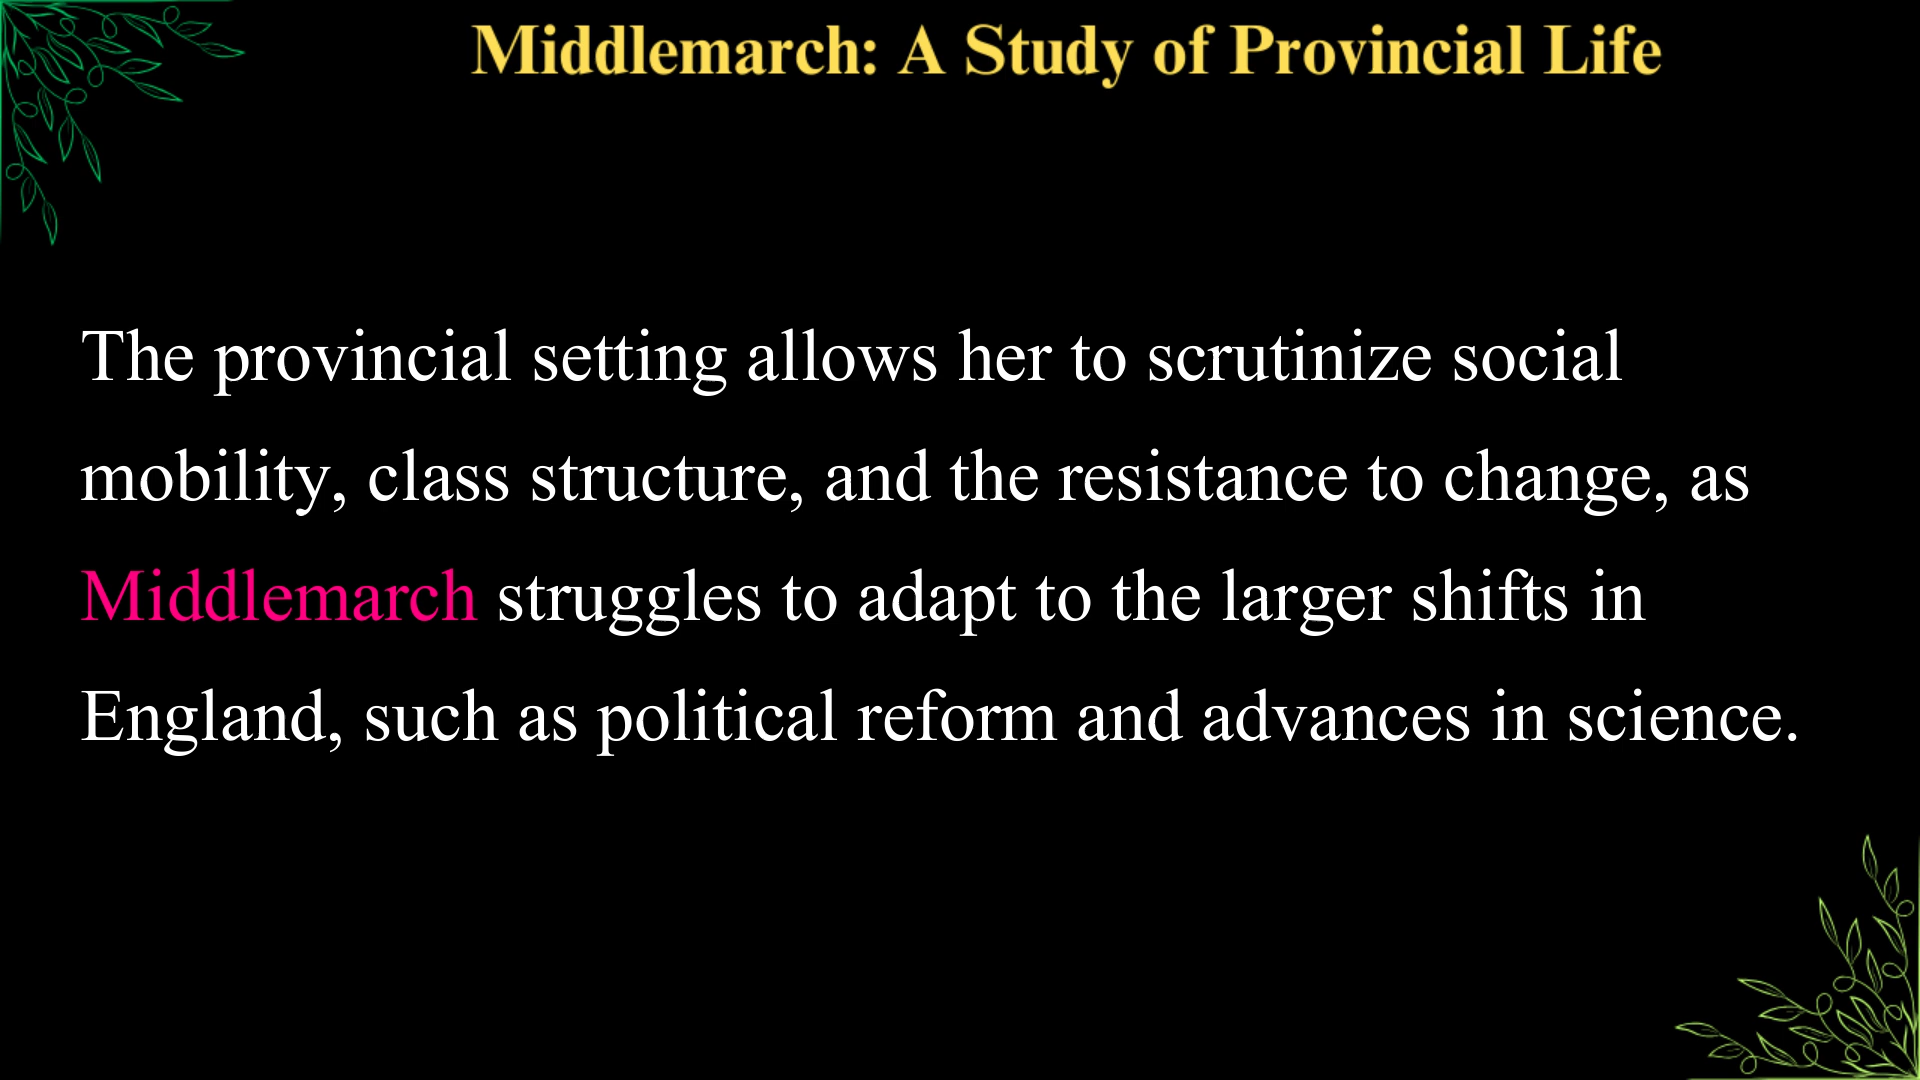 Middlemarch: A Study of Provincial Life
The provincial setting allows her to scrutinize social
mobility, class structure, and the resistance to change, as
Middlemarch struggles to adapt to the larger shifts in
England, such as political reform and advances in science.